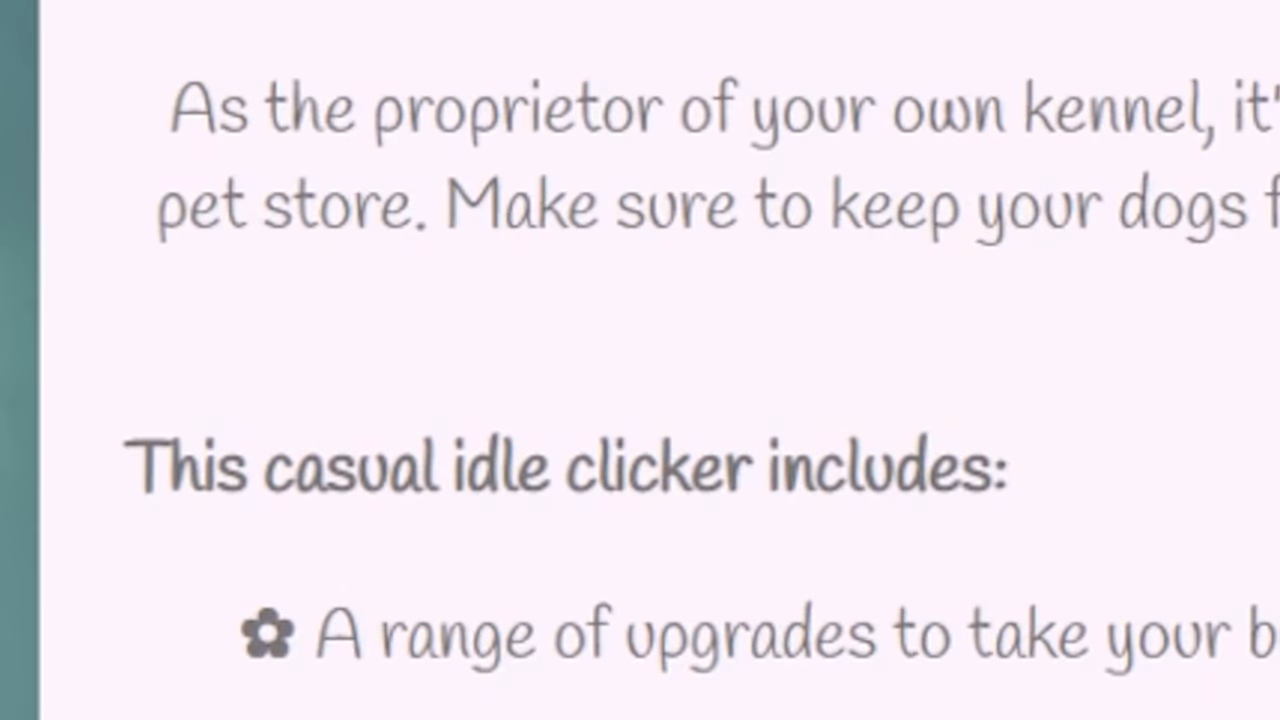 As the proprietor of your own kennel, it'
pet store. Make sure to keep your dogs f
This casual idle clicker includes:
✿ A range of upgrades to take your b